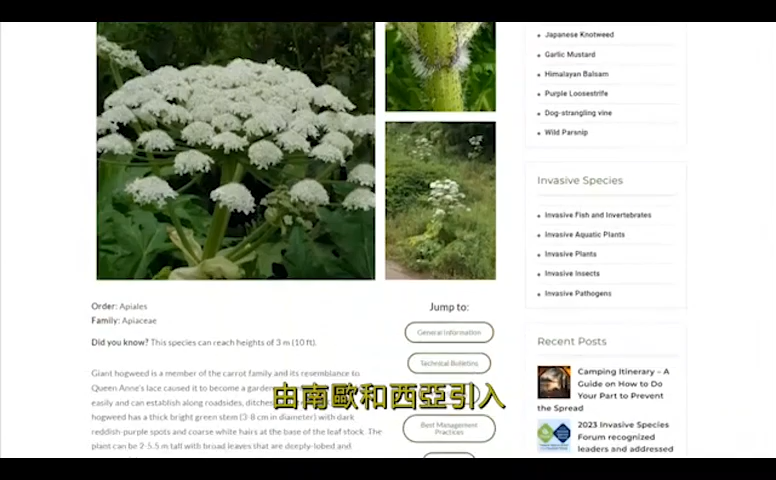 Japanese Knotweed
Garlic Mustard
Himalayan Balsam
Purple Loosestrife
Dog-strangling vine
Wild Parsnip
Invasive Species
Invasive Fish and Invertebrates
Invasive Aquatic Plants
Invasive Plants
Invasive Insects
Invasive Pathogens
Order: Apiales
Family: Apiaceae
Did you know? This species can reach heights of 3 m (10 ft).
Giant hogweed is a member of the carrot family and its resemblance to
Queen Anne's lace caused it to become a garde
easily and can establish along roadsides, ditches
hogweed has a thick bright green stem (3-8 cm in diameter) with dark
reddish-purple spots and coarse white hairs at the base of the leaf stock. The
plant can be 2-5.5 m tall with broad leaves that are deeply-lobed and
Jump to:
General Information
Technical Bulletins
Best Management
Practices
Recent Posts
Camping Itinerary – A
Guide on How to Do
Your Part to Prevent
the Spread
2023 Invasive Species
Forum recognized
leaders and addressed
由南歐和西亞引入